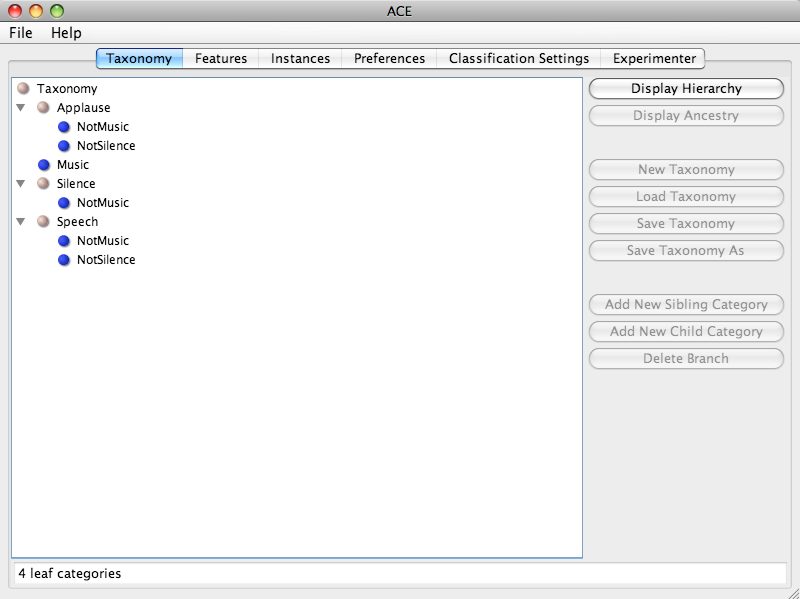 ACE
File Help
Taxonomy Features Instances Preferences Classification Settings Experimenter
Taxonomy
Applause
NotMusic
NotSilence
Music
Silence
NotMusic
Speech
NotMusic
NotSilence
Display Hierarchy
Display Ancestry
New Taxonomy
Load Taxonomy
Save Taxonomy
Save Taxonomy As
Add New Sibling Category
Add New Child Category
Delete Branch
4 leaf categories